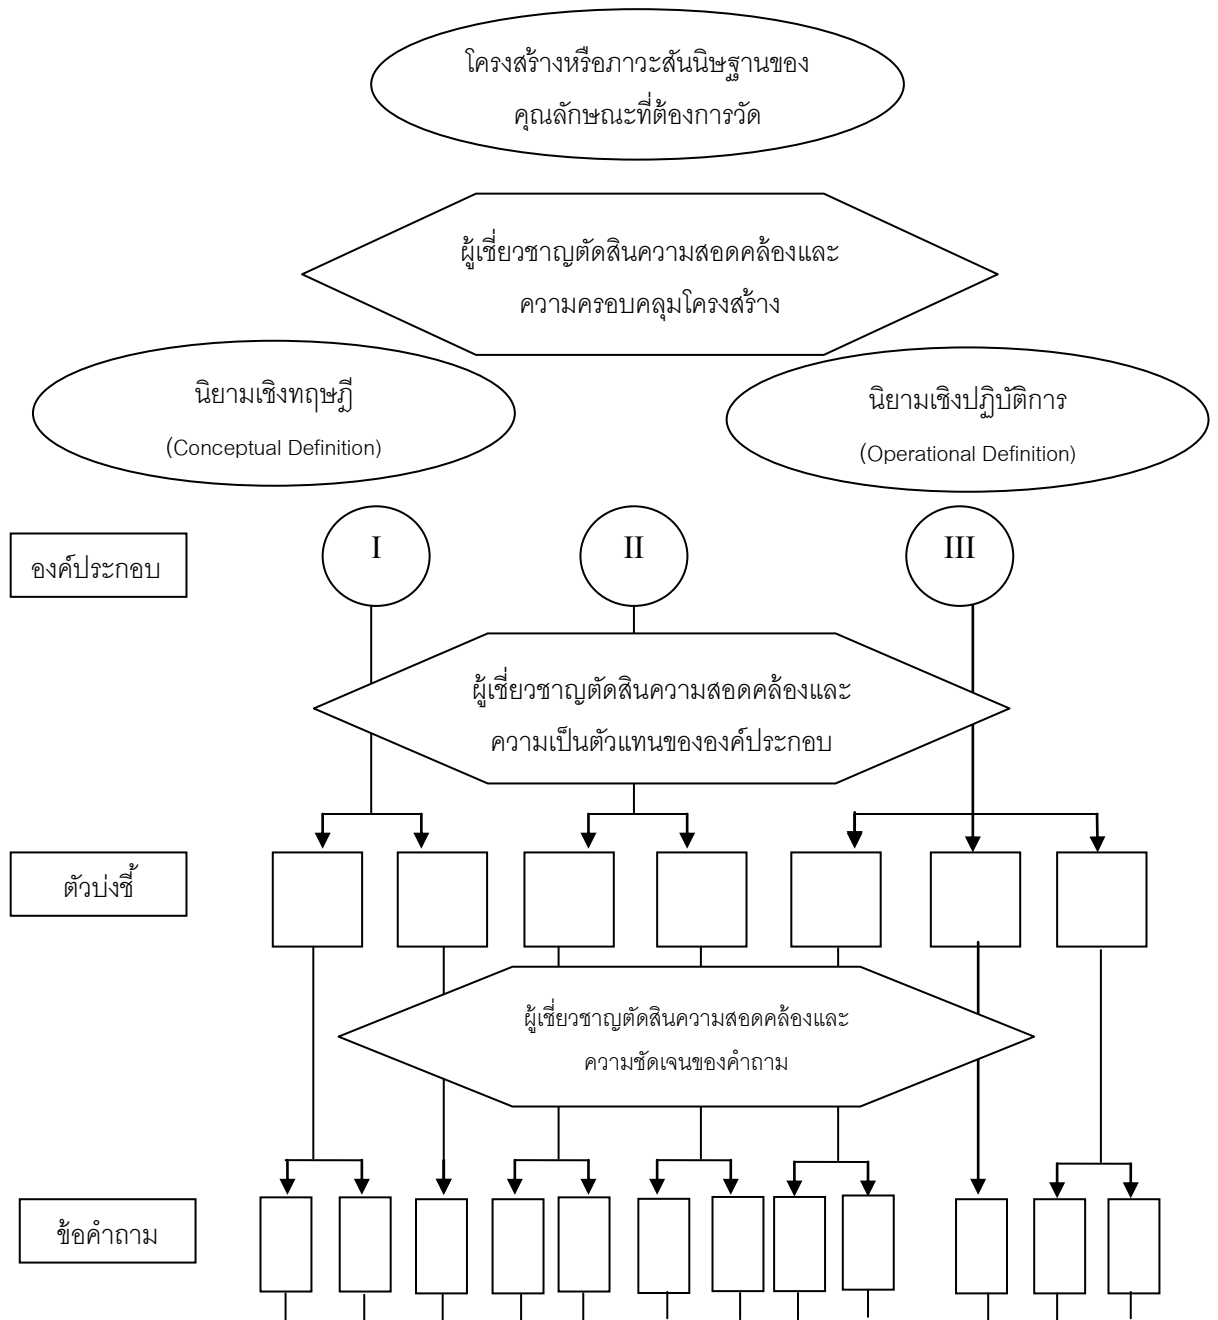 โครงสร้างหรือภาวะสันนิษฐานของ
คุณลักษณะที่ต้องการวัด
ผู้เชี่ยวชาญตัดสินความสอดคล้องและ
ความครอบคลุมโครงสร้าง
นิยามเชิงทฤษฎี
(Conceptual Definition)
นิยามเชิงปฏิบัติการ
(Operational Definition)
องค์ประกอบ
I
II
III
ผู้เชี่ยวชาญตัดสินความสอดคล้องและ
ความเป็นตัวแทนขององค์ประกอบ
ตัวบ่งชี้
ผู้เชี่ยวชาญตัดสินความสอดคล้องและ
ความชัดเจนของคำถาม
ข้อคำถาม